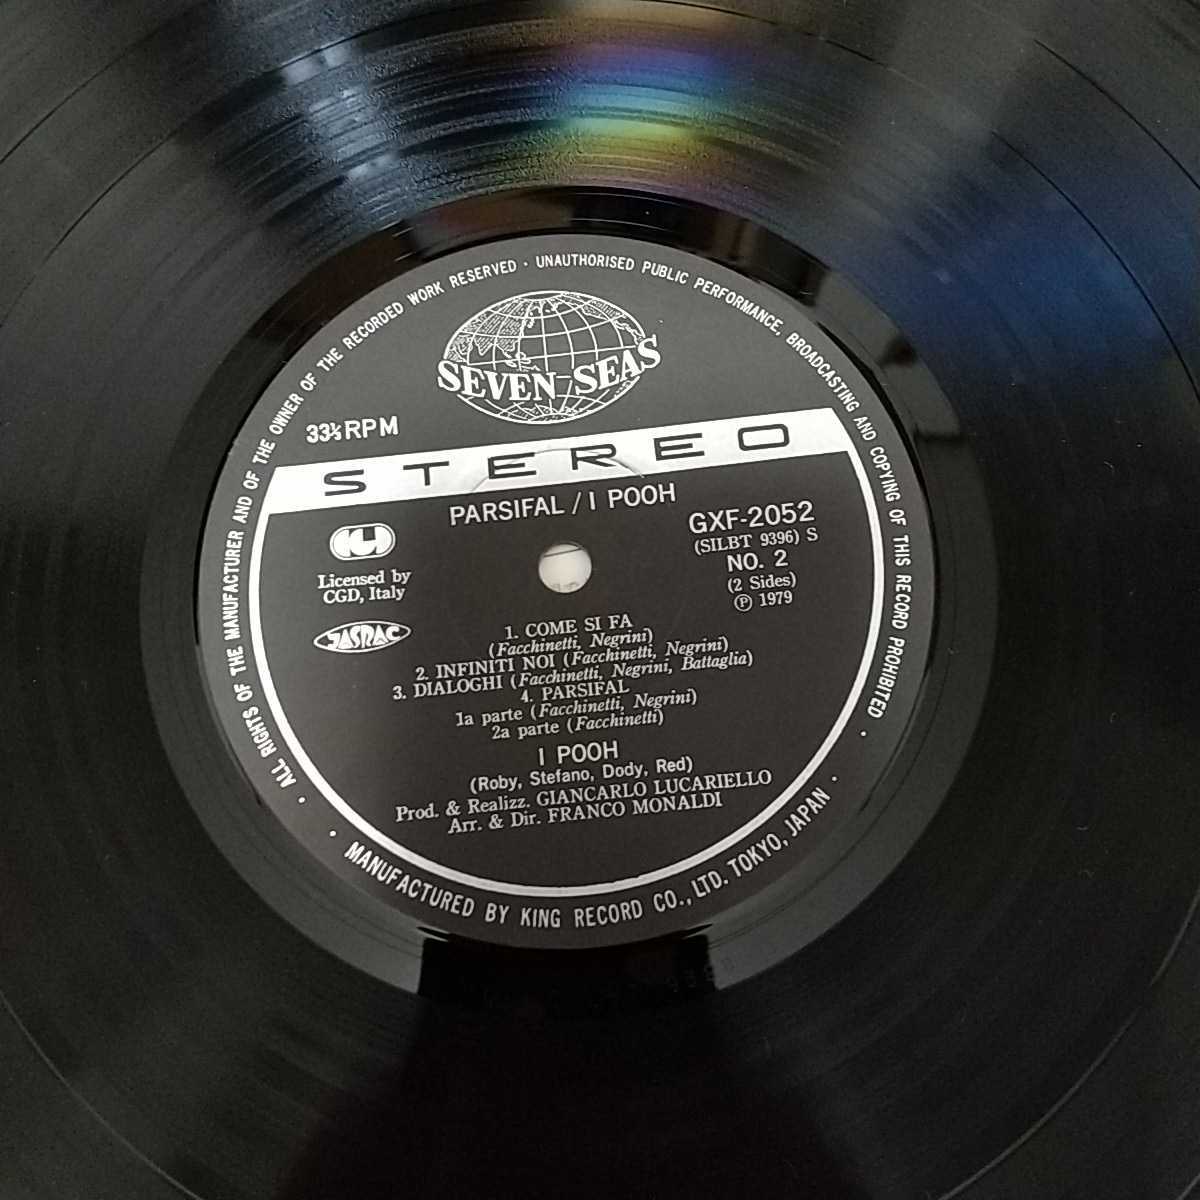 ALL RIGHTS OF THE MANUFACTURER AND OF THE OWNER OF THE RECORDED WORK RESERVED · UNAUTHORISED PUBLIC PERFORMANCE, BROADCASTING AND COPYING OF THIS RECORD PROHIBITED ·
SEVEN SEAS
33⅓RPM
STEREO
PARSIFAL / I POOH
GXF-2052
(SILBT 9396) S
NO. 2
(2 Sides)
Ⓟ 1979
Licensed by
CGD, Italy
JASRAC
1. COME SI FA
(Facchinetti, Negrini)
2. INFINITI NOI (Facchinetti, Negrini)
3. DIALOGHI (Facchinetti, Negrini, Battaglia)
4. PARSIFAL
1a parte (Facchinetti, Negrini)
2a parte (Facchinetti)
I POOH
(Roby, Stefano, Dody, Red)
Prod. & Realizz. GIANCARLO LUCARIELLO
Arr. & Dir. FRANCO MONALDI
· MANUFACTURED BY KING RECORD CO., LTD. TOKYO, JAPAN ·